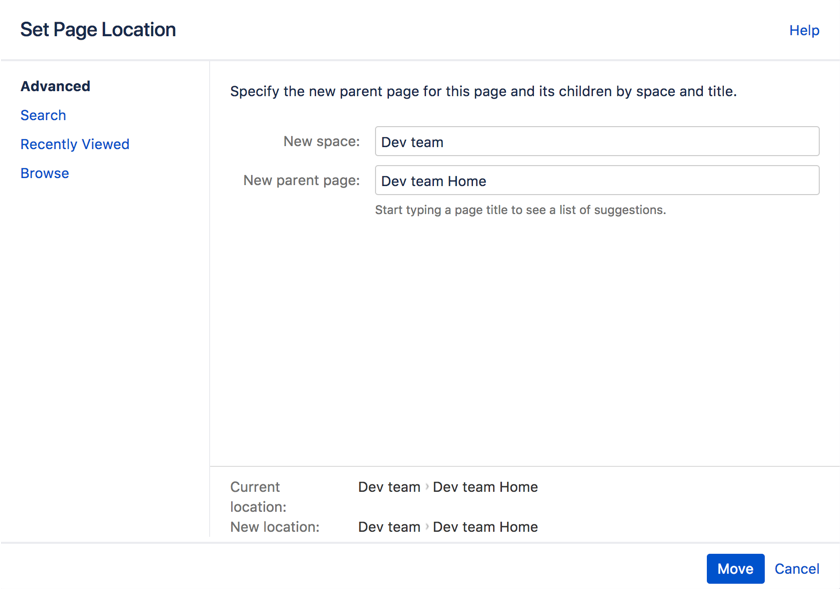 Set Page Location
Help
Advanced
Search
Recently Viewed
Browse
Specify the new parent page for this page and its children by space and title.
New space: Dev team
New parent page: Dev team Home
Start typing a page title to see a list of suggestions.
Current location: Dev team › Dev team Home
New location: Dev team › Dev team Home
Move Cancel